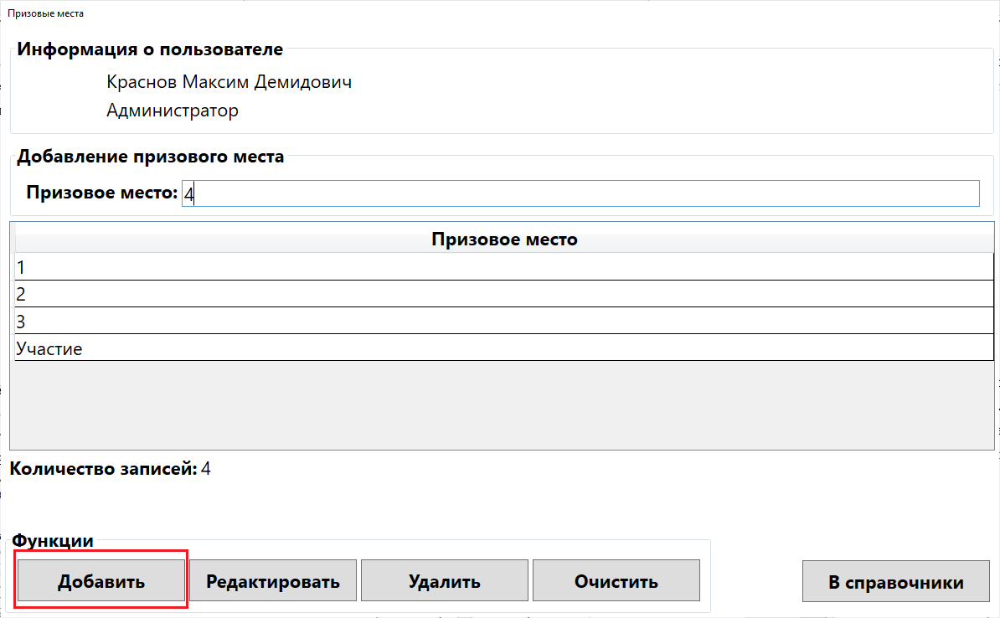 Призовые места
Информация о пользователе
Краснов Максим Демидович
Администратор
Добавление призового места
Призовое место: 4
Призовое место
1
2
3
Участие
Количество записей: 4
Функции
Добавить Редактировать Удалить Очистить В справочники